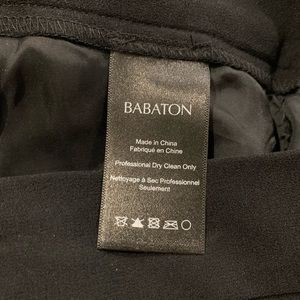 BABATON
Made in China
Fabriqué en Chine
Professional Dry Clean Only
Nettoyage à Sec Professionnel
Seulement